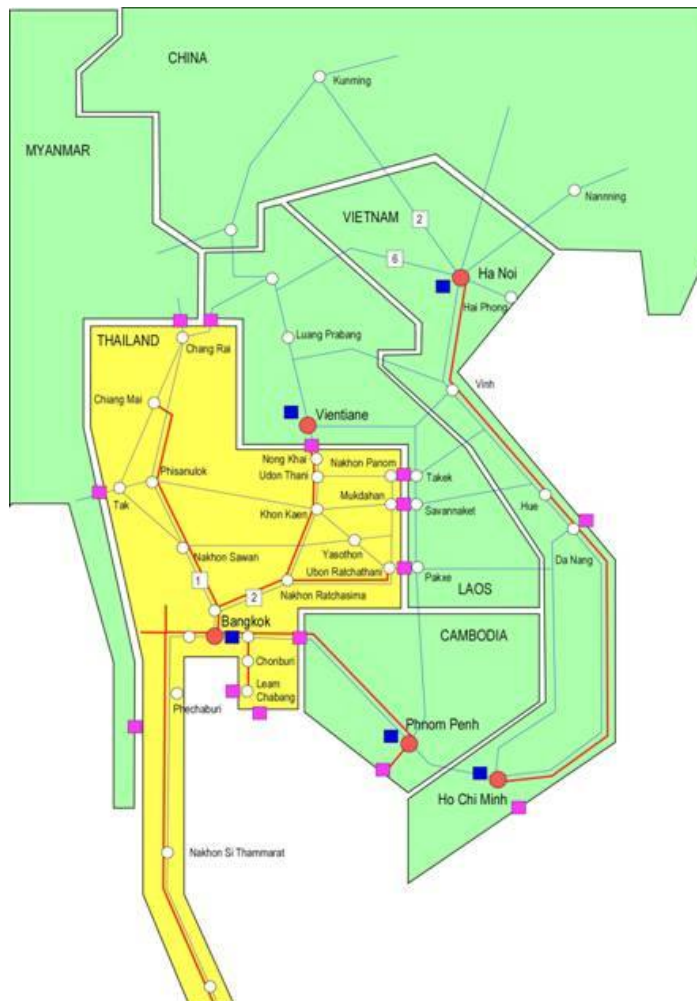 CHINA
Kunming
MYANMAR
Nannning
VIETNAM
2
6
Ha Noi
Hai Phong
THAILAND
Chang Rai
Luang Prabang
Chiang Mai
Vinh
Vientiane
Nong Khai
Nakhon Panom
Udon Thani
Takek
Phisanulok
Tak
Mukdahan
Khon Kaen
Savannaket
Hue
Da Nang
Nakhon Sawan
Yasothon
Ubon Ratchathani
Pakxe
1
2
Nakhon Ratchasima
LAOS
Bangkok
CAMBODIA
Chonburi
Leam
Chabang
Phechaburi
Phnom Penh
Ho Chi Minh
Nakhon Si Thammarat